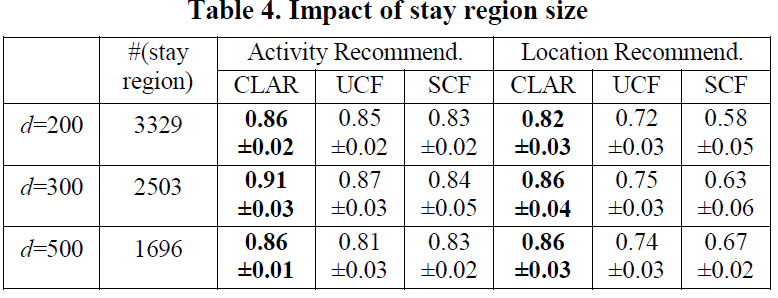 Table 4. Impact of stay region size
#(stay region) Activity Recommend. Location Recommend.
CLAR UCF SCF CLAR UCF SCF
d=200 3329 0.86 ±0.02 0.85 ±0.02 0.83 ±0.02 0.82 ±0.03 0.72 ±0.03 0.58 ±0.05
d=300 2503 0.91 ±0.03 0.87 ±0.03 0.84 ±0.05 0.86 ±0.04 0.75 ±0.03 0.63 ±0.06
d=500 1696 0.86 ±0.01 0.81 ±0.03 0.83 ±0.02 0.86 ±0.03 0.74 ±0.03 0.67 ±0.02